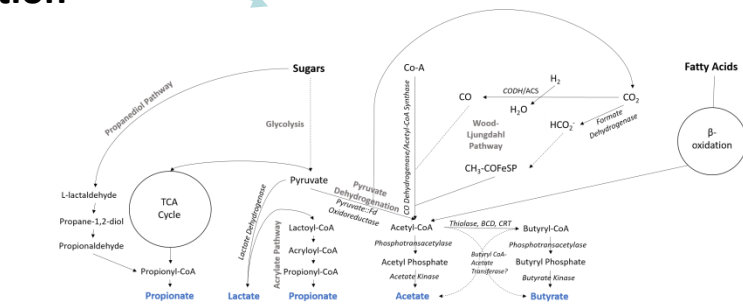 tion
Sugars
Co-A
Fatty Acids
Propanediol Pathway
Glycolysis
CO Dehydrogenase/Acetyl-CoA Synthase
CO
CODH/ACS
H2
H2O
CO2
Wood-
Ljungdahl
Pathway
HCO2-
Formate
Dehydrogenase
β-
oxidation
CH3-COFeSP
Pyruvate
Pyruvate
Dehydrogenation
Pyruvate::Fd
Oxidoreductase
L-lactaldehyde
Propane-1,2-diol
Propionaldehyde
TCA
Cycle
Propionyl-CoA
Propionate
Lactate Dehydrogenase
Lactate
Acrylate Pathway
Lactoyl-CoA
Acryloyl-CoA
Propionyl-CoA
Propionate
Acetyl-CoA
Phosphotransacetylase
Acetyl Phosphate
Acetate Kinase
Acetate
Thiolase, BCD, CRT
Butyryl CoA-
Acetate
Traniferase?
Butyryl-CoA
Phosphotransacetylase
Butyryl Phosphate
Butyrate Kinase
Butyrate